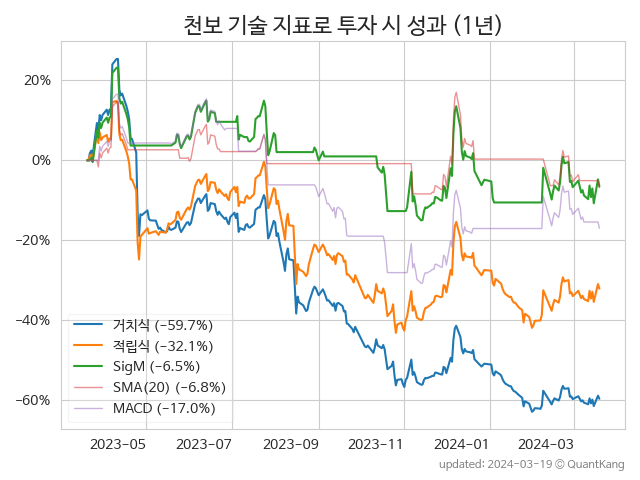 천보 기술 지표로 투자 시 성과 (1년)
20%
0%
−20%
−40%
−60%
거치식 (−59.7%)
적립식 (−32.1%)
SigM (−6.5%)
SMA(20) (−6.8%)
MACD (−17.0%)
2023−05 2023−07 2023−09 2023−11 2024−01 2024−03
updated: 2024−03−19 © QuantKang